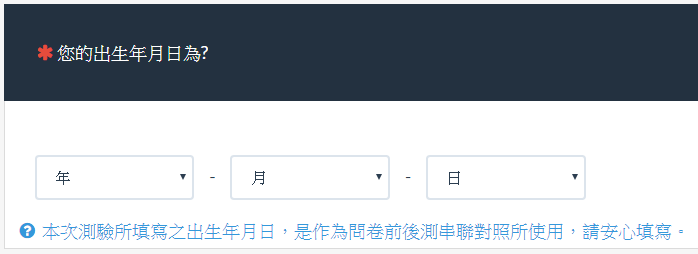 ✱ 您的出生年月日為?
年 - 月 - 日
本次測驗所填寫之出生年月日，是作為問卷前後測串聯對照所使用，請安心填寫。